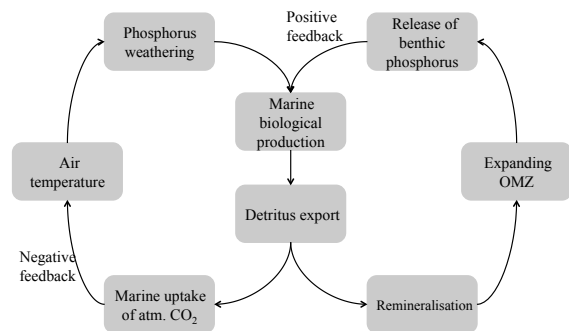 Phosphorus
weathering
Positive
feedback
Release of
benthic
phosphorus
Marine
biological
production
Air
temperature
Expanding
OMZ
Detritus export
Negative
feedback
Marine uptake
of atm. CO₂
Remineralisation